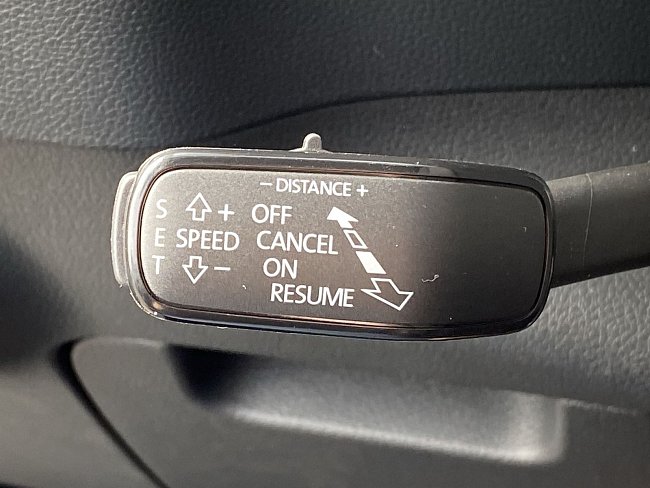 - DISTANCE +
S + OFF
E SPEED CANCEL
T - ON
RESUME